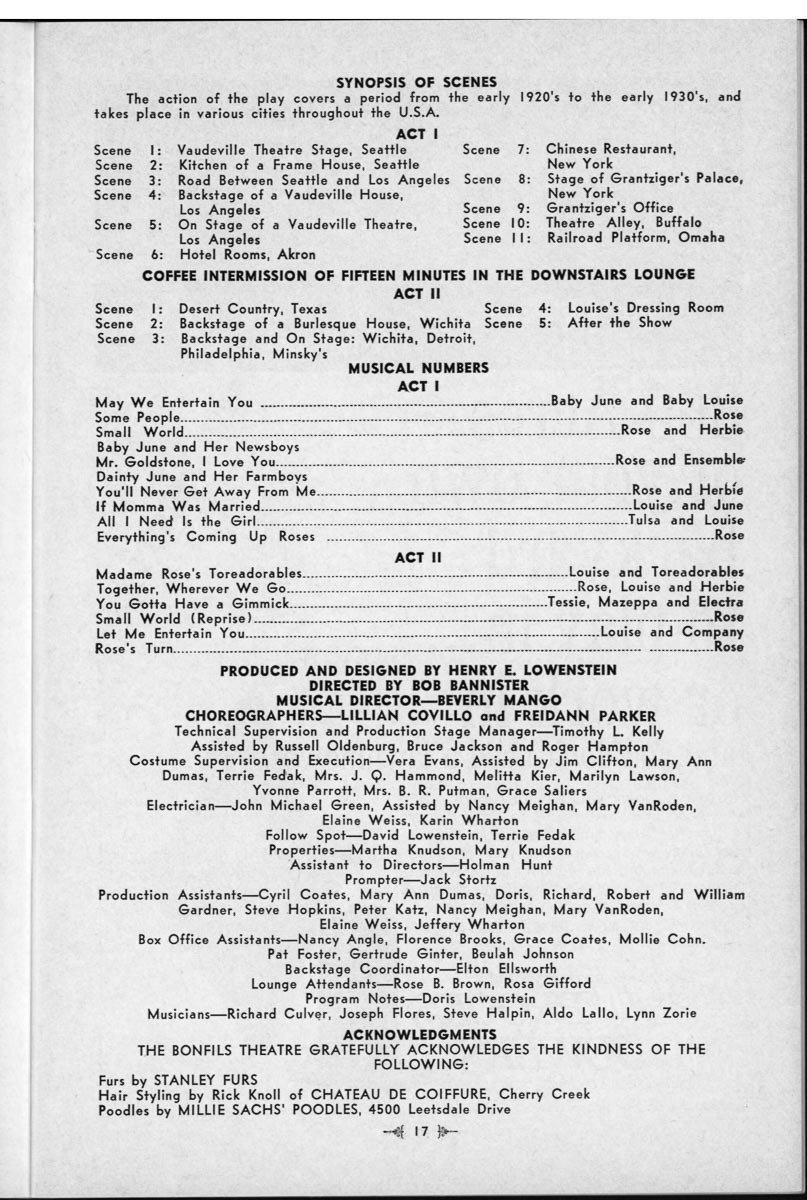 SYNOPSIS OF SCENES
The action of the play covers a period from the early 1920's to the early 1930's, and
takes place in various cities throughout the U.S.A.
ACT I
Scene 1: Vaudeville Theatre Stage, Seattle
Scene 2: Kitchen of a Frame House, Seattle
Scene 3: Road Between Seattle and Los Angeles
Scene 4: Backstage of a Vaudeville House,
Los Angeles
Scene 5: On Stage of a Vaudeville Theatre,
Los Angeles
Scene 6: Hotel Rooms, Akron
Scene 7: Chinese Restaurant,
New York
Scene 8: Stage of Grantziger's Palace,
New York
Scene 9: Grantziger's Office
Scene 10: Theatre Alley, Buffalo
Scene 11: Railroad Platform, Omaha
COFFEE INTERMISSION OF FIFTEEN MINUTES IN THE DOWNSTAIRS LOUNGE
ACT II
Scene 1: Desert Country, Texas
Scene 2: Backstage of a Burlesque House, Wichita
Scene 3: Backstage and On Stage: Wichita, Detroit,
Philadelphia, Minsky's
Scene 4: Louise's Dressing Room
Scene 5: After the Show
MUSICAL NUMBERS
ACT I
May We Entertain You ........ Baby June and Baby Louise
Some People ........ Rose
Small World ........ Rose and Herbie
Baby June and Her Newsboys
Mr. Goldstone, I Love You ........ Rose and Ensemble
Dainty June and Her Farmboys
You'll Never Get Away From Me ........ Rose and Herbie
If Momma Was Married ........ Louise and June
All I Need Is the Girl ........ Tulsa and Louise
Everything's Coming Up Roses ........ Rose
ACT II
Madame Rose's Toreadorables ........ Louise and Toreadorables
Together, Wherever We Go ........ Rose, Louise and Herbie
You Gotta Have a Gimmick ........ Tessie, Mazeppa and Electra
Small World (Reprise) ........ Rose
Let Me Entertain You ........ Louise and Company
Rose's Turn ........ Rose
PRODUCED AND DESIGNED BY HENRY E. LOWENSTEIN
DIRECTED BY BOB BANNISTER
MUSICAL DIRECTOR—BEVERLY MANGO
CHOREOGRAPHERS—LILLIAN COVILLO and FREIDANN PARKER
Technical Supervision and Production Stage Manager—Timothy L. Kelly
Assisted by Russell Oldenburg, Bruce Jackson and Roger Hampton
Costume Supervision and Execution—Vera Evans, Assisted by Jim Clifton, Mary Ann
Dumas, Terrie Fedak, Mrs. J. Q. Hammond, Melitta Kier, Marilyn Lawson,
Yvonne Parrott, Mrs. B. R. Putman, Grace Saliers
Electrician—John Michael Green, Assisted by Nancy Meighan, Mary VanRoden,
Elaine Weiss, Karin Wharton
Follow Spot—David Lowenstein, Terrie Fedak
Properties—Martha Knudson, Mary Knudson
Assistant to Directors—Holman Hunt
Prompter—Jack Stortz
Production Assistants—Cyril Coates, Mary Ann Dumas, Doris, Richard, Robert and William
Gardner, Steve Hopkins, Peter Katz, Nancy Meighan, Mary VanRoden,
Elaine Weiss, Jeffery Wharton
Box Office Assistants—Nancy Angle, Florence Brooks, Grace Coates, Mollie Cohn.
Pat Foster, Gertrude Ginter, Beulah Johnson
Backstage Coordinator—Elton Ellsworth
Lounge Attendants—Rose B. Brown, Rosa Gifford
Program Notes—Doris Lowenstein
Musicians—Richard Culver, Joseph Flores, Steve Halpin, Aldo Lallo, Lynn Zorie
ACKNOWLEDGMENTS
THE BONFILS THEATRE GRATEFULLY ACKNOWLEDGES THE KINDNESS OF THE
FOLLOWING:
Furs by STANLEY FURS
Hair Styling by Rick Knoll of CHATEAU DE COIFFURE, Cherry Creek
Poodles by MILLIE SACHS' POODLES, 4500 Leetsdale Drive
17